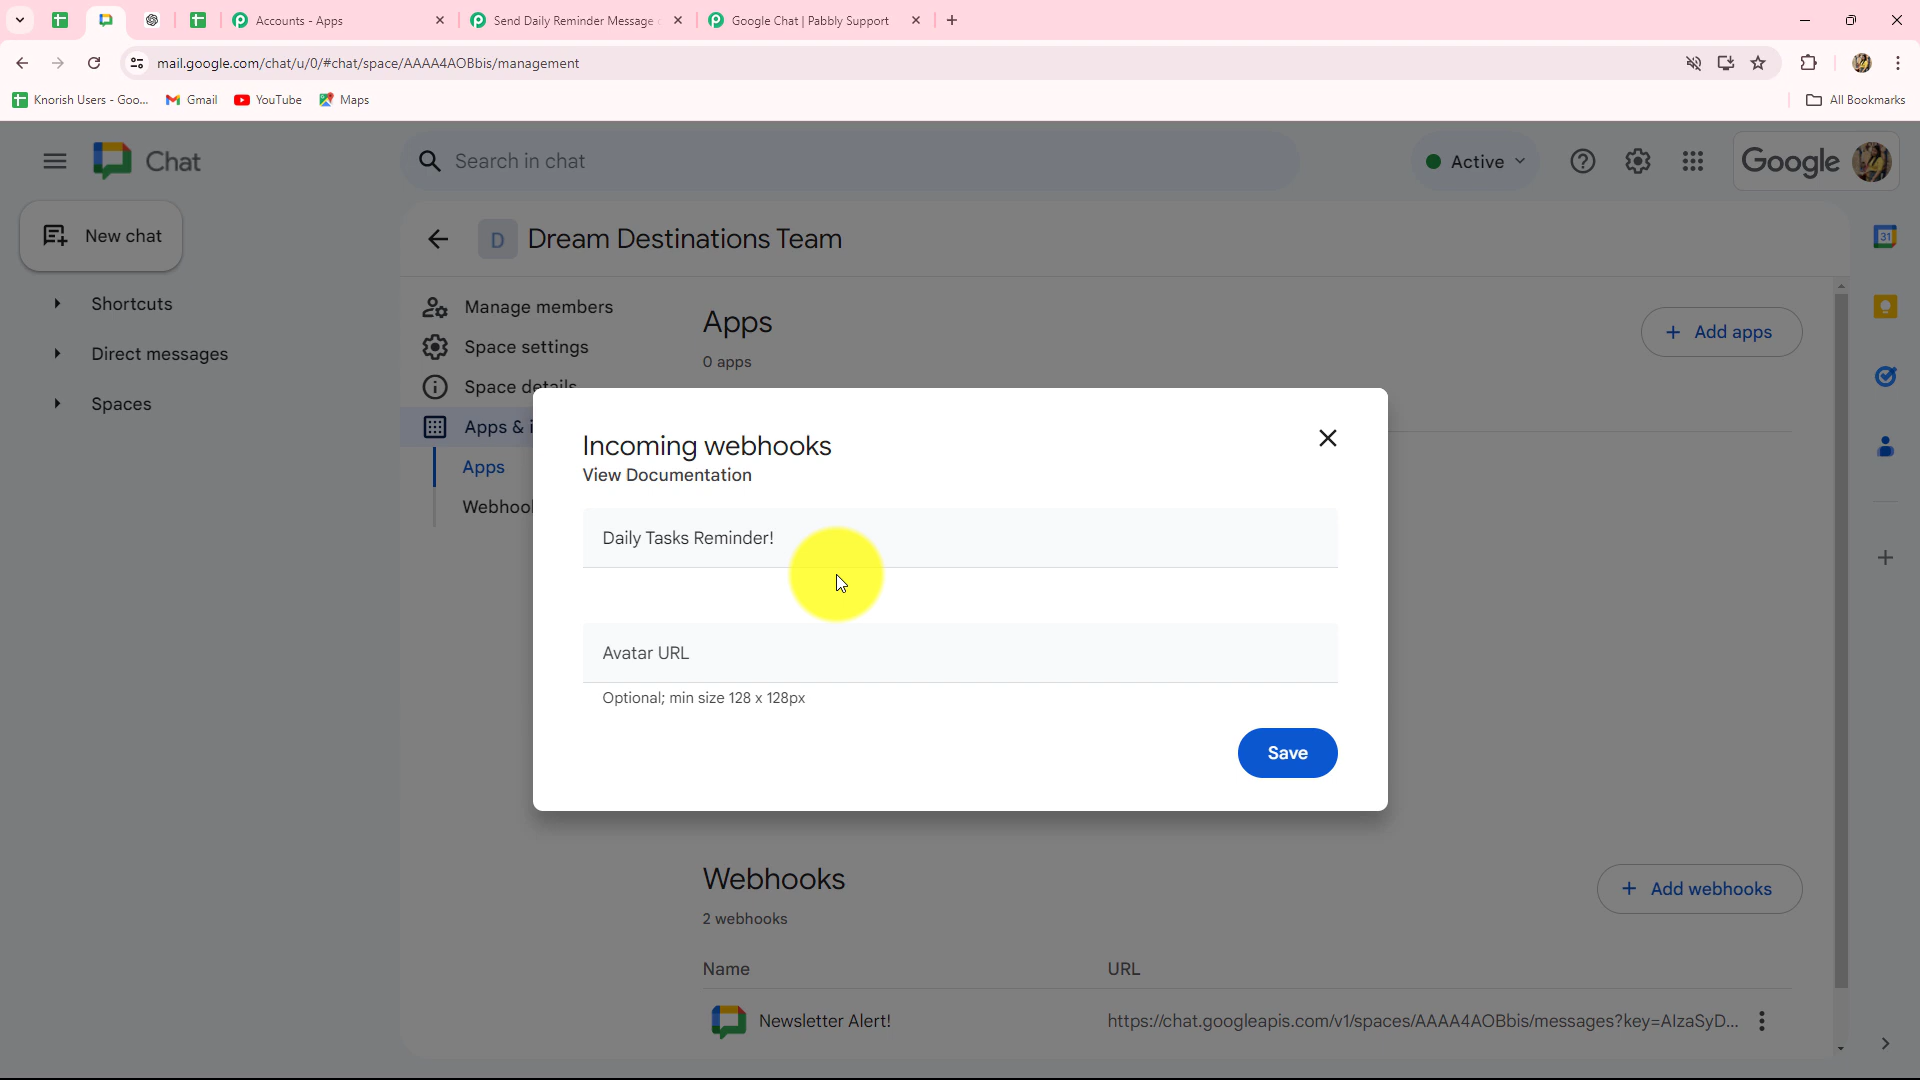 Accounts - Apps
Send Daily Reminder Message
Google Chat | Pabbly Support
mail.google.com/chat/u/0/#chat/space/AAAA4AOBbis/management
Knorish Users - Goo...
Gmail
YouTube
Maps
All Bookmarks
Chat
Search in chat
Active
Google
New chat
Shortcuts
Direct messages
Spaces
D
Dream Destinations Team
Manage members
Space settings
Space details
Apps & i
Apps
Webhoo
Apps
0 apps
Add apps
31
Incoming webhooks
View Documentation
Daily Tasks Reminder!
Avatar URL
Optional; min size 128 x 128px
Save
Webhooks
2 webhooks
Add webhooks
Name
URL
Newsletter Alert!
https://chat.googleapis.com/v1/spaces/AAAA4AOBbis/messages?key=AIzaSyD...